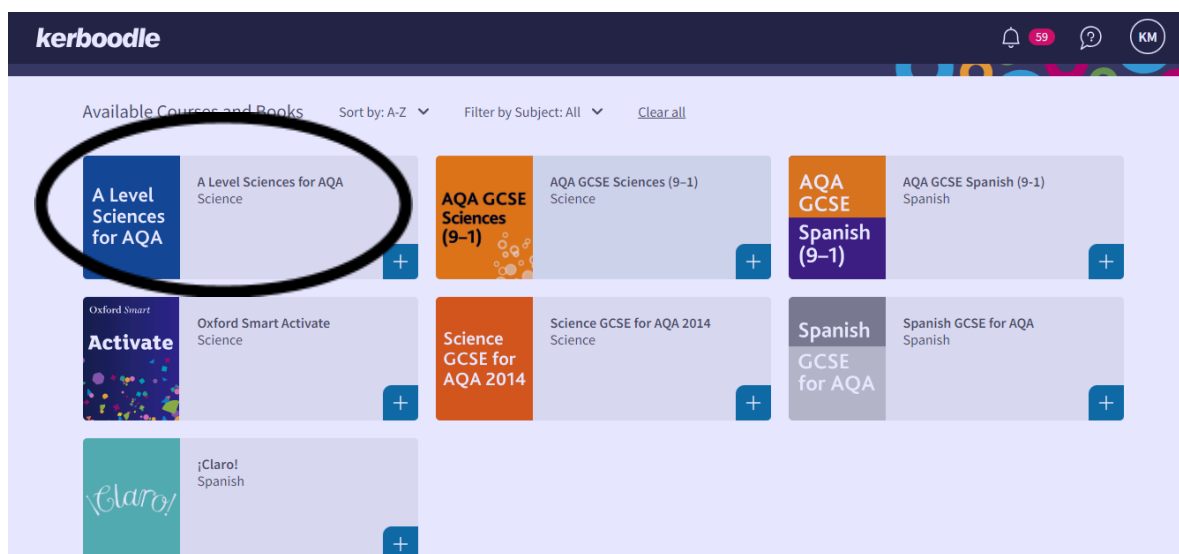 kerboodle
59
KM
Available Courses and Books Sort by: A-Z Filter by Subject: All Clear all
A Level
Sciences
for AQA
A Level Sciences for AQA
Science
AQA GCSE
Sciences
(9–1)
AQA GCSE Sciences (9–1)
Science
AQA
GCSE
Spanish
(9–1)
AQA GCSE Spanish (9-1)
Spanish
Oxford Smart
Activate
Oxford Smart Activate
Science
Science
GCSE for
AQA 2014
Science GCSE for AQA 2014
Science
Spanish
GCSE
for AQA
Spanish GCSE for AQA
Spanish
¡Claro!
¡Claro!
Spanish